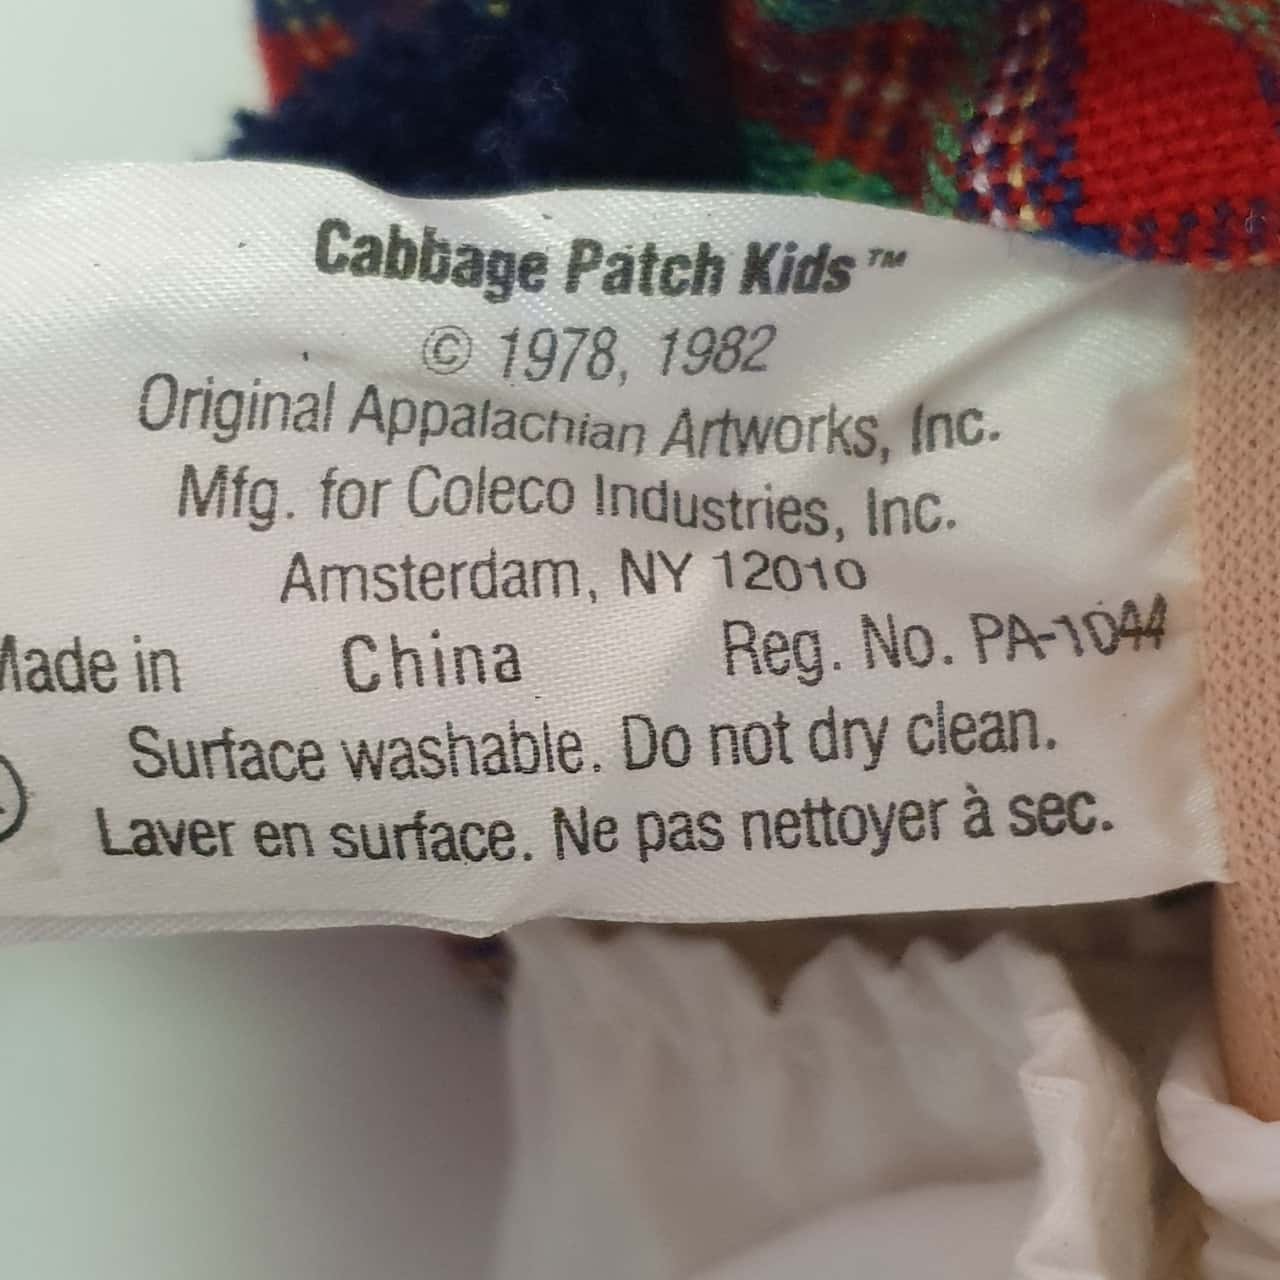 Cabbage Patch Kids™
© 1978, 1982
Original Appalachian Artworks, Inc.
Mfg. for Coleco Industries, Inc.
Amsterdam, NY 12010
Made in China Reg. No. PA-1044
Surface washable. Do not dry clean.
Laver en surface. Ne pas nettoyer à sec.